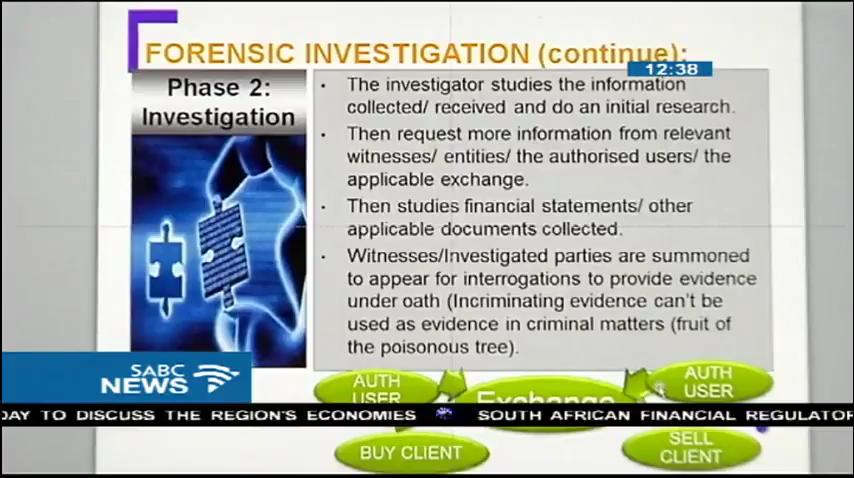 FORENSIC INVESTIGATION (continue):
12:38
Phase 2:
Investigation
• The investigator studies the information
collected/ received and do an initial research.
• Then request more information from relevant
witnesses/ entities/ the authorised users/ the
applicable exchange.
• Then studies financial statements/ other
applicable documents collected.
• Witnesses/Investigated parties are summoned
to appear for interrogations to provide evidence
under oath (Incriminating evidence can't be
used as evidence in criminal matters (fruit of
the poisonous tree).
SABC
NEWS
AUTH
USER
Exchange
AUTH
USER
DAY TO DISCUSS THE REGION'S ECONOMIES SOUTH AFRICAN FINANCIAL REGULATOR
BUY CLIENT
SELL
CLIENT